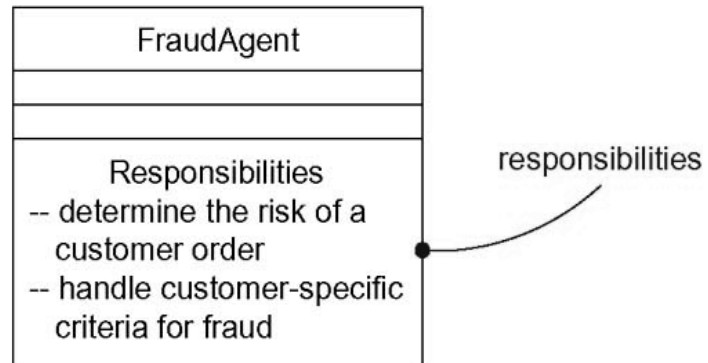 FraudAgent
Responsibilities
-- determine the risk of a
customer order
-- handle customer-specific
criteria for fraud
responsibilities